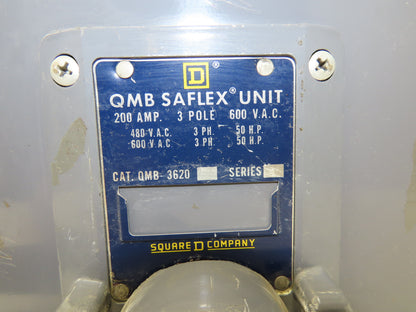 D®
QMB SAFLEX® UNIT
200 AMP. 3 POLE 600 V.A.C.
480 V.A.C. 3 PH. 50 H.P.
600 V.A.C. 3 PH. 50 H.P.
CAT. QMB-3620 SERIES
SQUARE D COMPANY